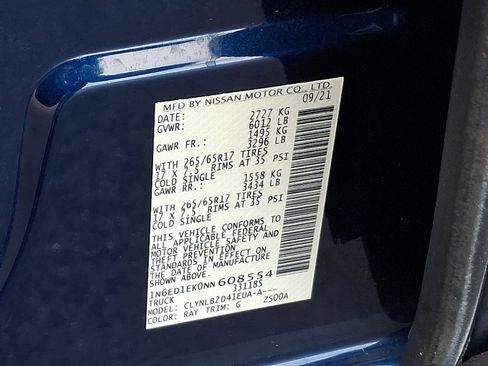 MFD BY NISSAN MOTOR CO., LTD.
DATE: 09/21
GVWR: 2727 KG
6012 LB
GAWR FR.: 1495 KG
3296 LB
WITH 265/65R17 TIRES
17 X 7.5 RIMS AT 35 PSI
COLD SINGLE
GAWR RR.: 1558 KG
3434 LB
WITH 265/65R17 TIRES
17 X 7.5 RIMS AT 35 PSI
COLD SINGLE
THIS VEHICLE CONFORMS TO
ALL APPLICABLE FEDERAL
MOTOR VEHICLE SAFETY AND
THEFT PREVENTION
STANDARDS IN EFFECT ON
THE DATE OF MANUFACTURE
1N6ED1EK0NN608554
TRUCK 331185
MODEL: CLYNLB2D41EUA-A---
COLOR: RAY TRIM: G ZS00A